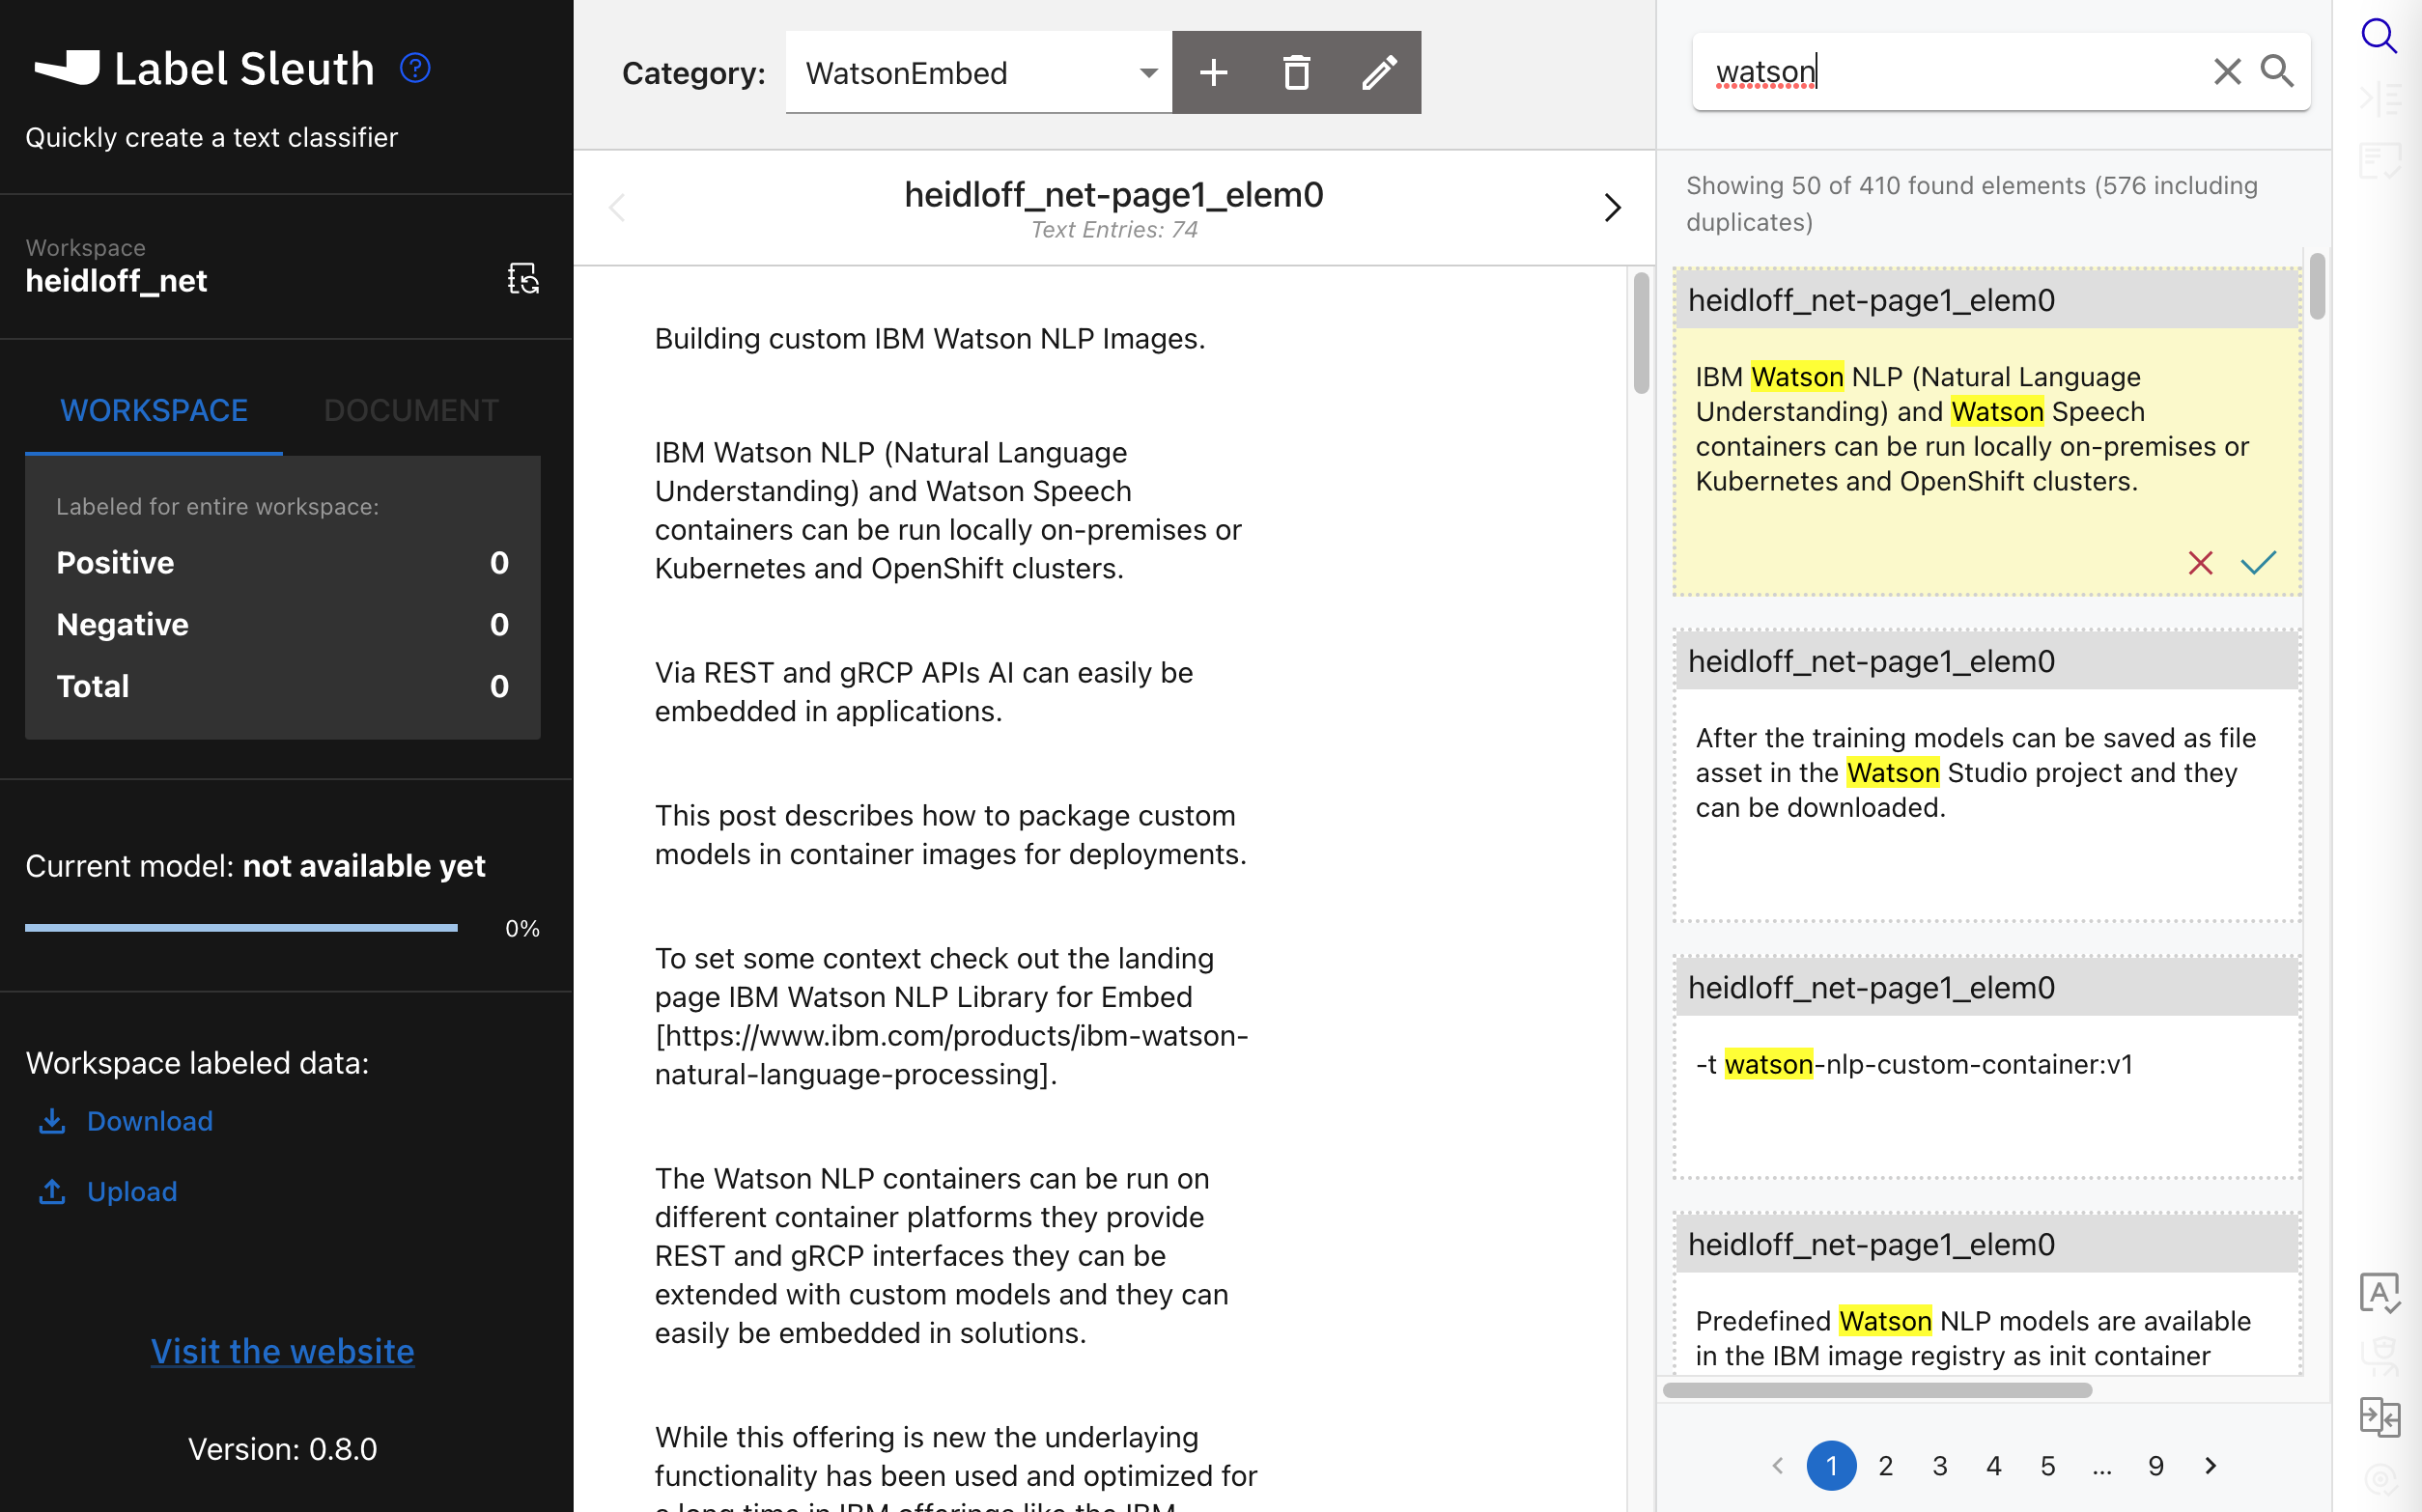 Label Sleuth
Quickly create a text classifier
Workspace
heidloff_net
WORKSPACE DOCUMENT
Labeled for entire workspace:
Positive 0
Negative 0
Total 0
Current model: not available yet
0%
Workspace labeled data:
Download
Upload
Visit the website
Version: 0.8.0
Category: WatsonEmbed
heidloff_net-page1_elem0
Text Entries: 74
Building custom IBM Watson NLP Images.
IBM Watson NLP (Natural Language
Understanding) and Watson Speech
containers can be run locally on-premises or
Kubernetes and OpenShift clusters.
Via REST and gRCP APIs AI can easily be
embedded in applications.
This post describes how to package custom
models in container images for deployments.
To set some context check out the landing
page IBM Watson NLP Library for Embed
[https://www.ibm.com/products/ibm-watson-
natural-language-processing].
The Watson NLP containers can be run on
different container platforms they provide
REST and gRCP interfaces they can be
extended with custom models and they can
easily be embedded in solutions.
While this offering is new the underlaying
functionality has been used and optimized for
a long time in IBM offerings like the IBM
watson
Showing 50 of 410 found elements (576 including
duplicates)
heidloff_net-page1_elem0
IBM Watson NLP (Natural Language
Understanding) and Watson Speech
containers can be run locally on-premises or
Kubernetes and OpenShift clusters.
heidloff_net-page1_elem0
After the training models can be saved as file
asset in the Watson Studio project and they
can be downloaded.
heidloff_net-page1_elem0
-t watson-nlp-custom-container:v1
heidloff_net-page1_elem0
Predefined Watson NLP models are available
in the IBM image registry as init container
1 2 3 4 5 ... 9